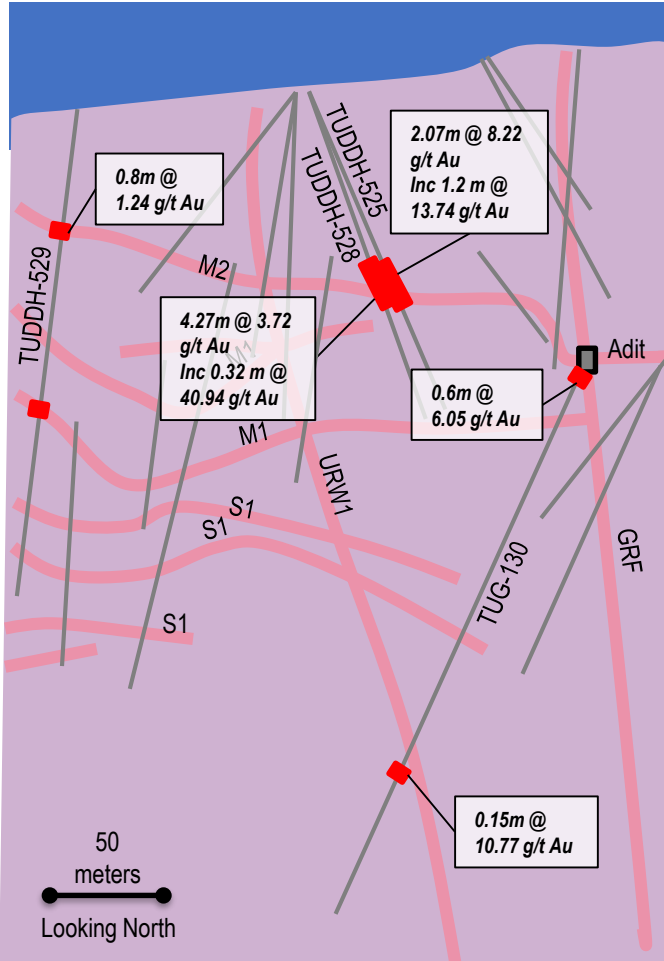 TUDDH-525
2.07m @ 8.22
g/t Au
Inc 1.2 m @
13.74 g/t Au
0.8m @
1.24 g/t Au
TUDDH-528
M2
TUDDH-529
4.27m @ 3.72
g/t Au
Inc 0.32 m @
40.94 g/t Au
M1
Adit
0.6m @
6.05 g/t Au
M1
URW1
S1
S1
GRF
TUG-130
S1
0.15m @
10.77 g/t Au
50
meters
Looking North